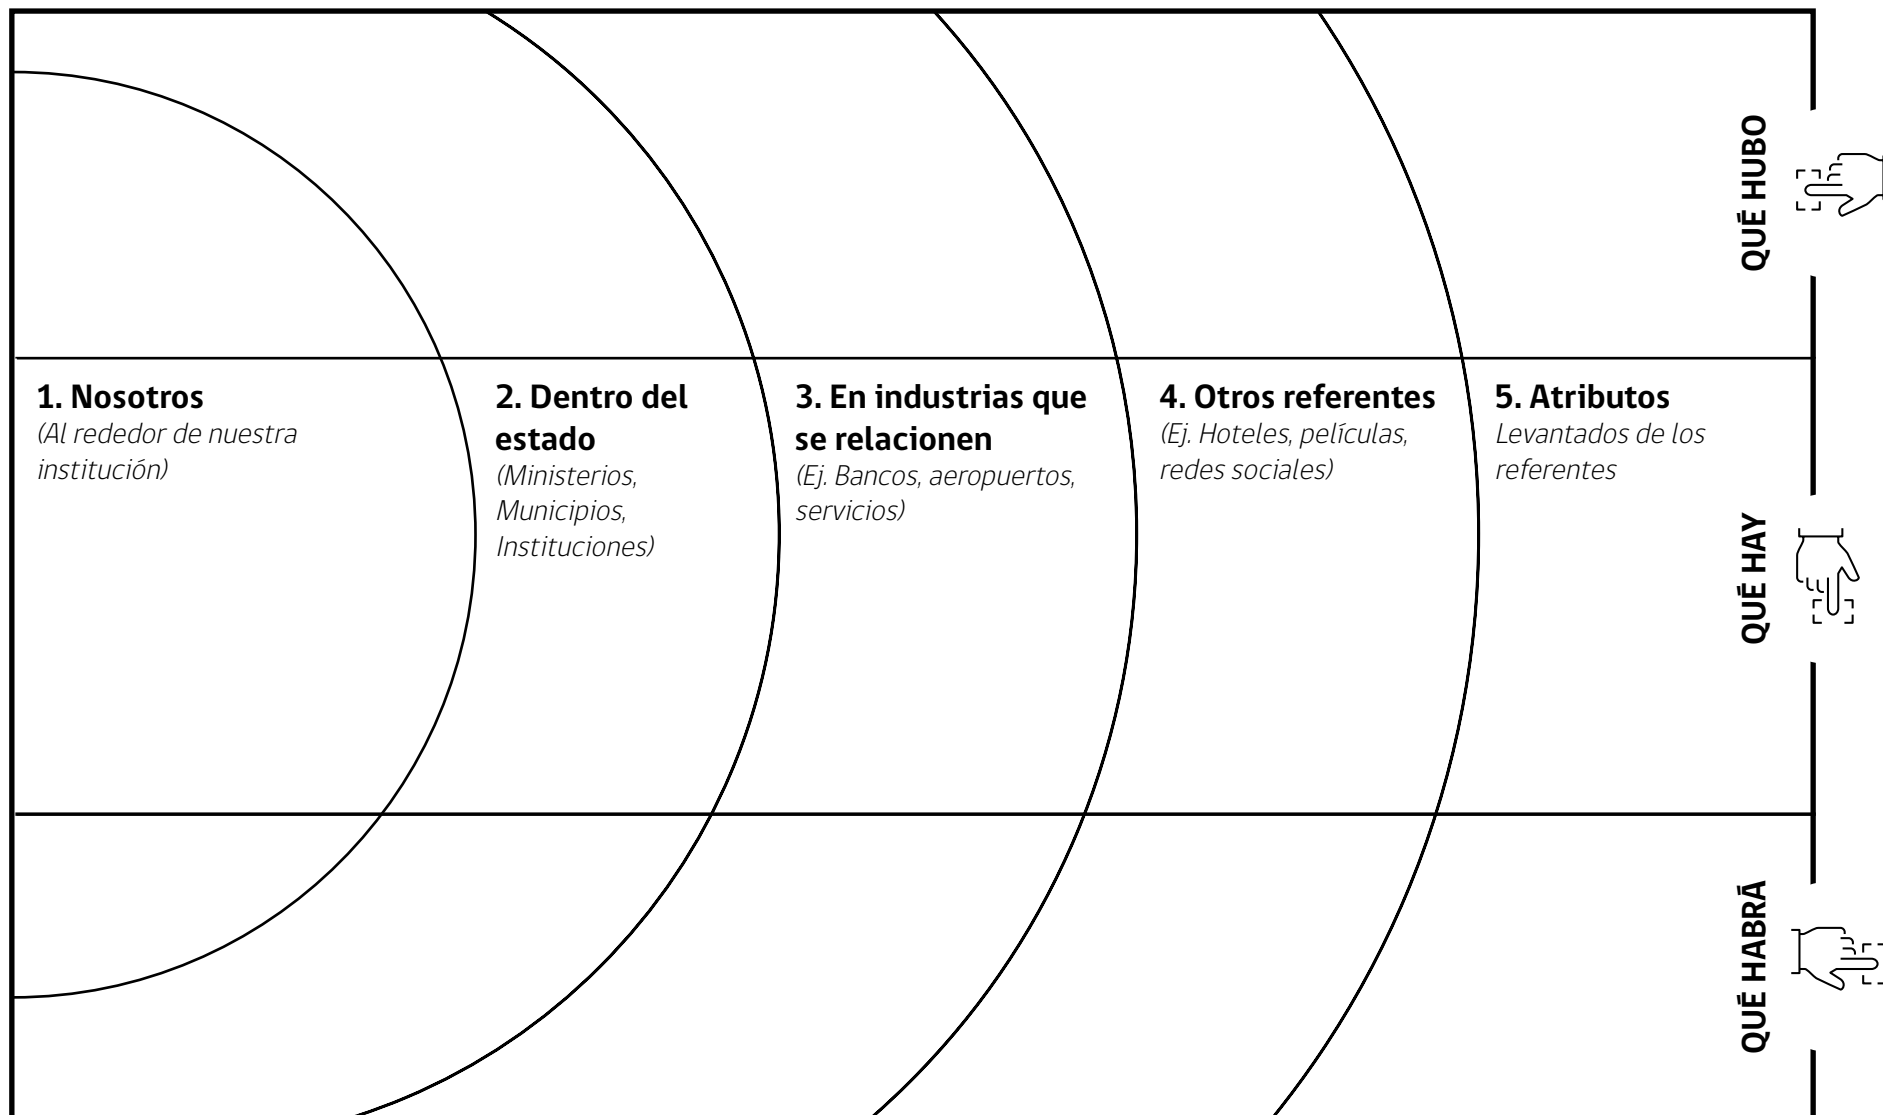 1. Nosotros
(Al rededor de nuestra
institución)
2. Dentro del
estado
(Ministerios,
Municipios,
Instituciones)
3. En industrias que
se relacionen
(Ej. Bancos, aeropuertos,
servicios)
4. Otros referentes
(Ej. Hoteles, películas,
redes sociales)
5. Atributos
Levantados de los
referentes
QUÉ HUBO
QUÉ HAY
QUÉ HABRÁ